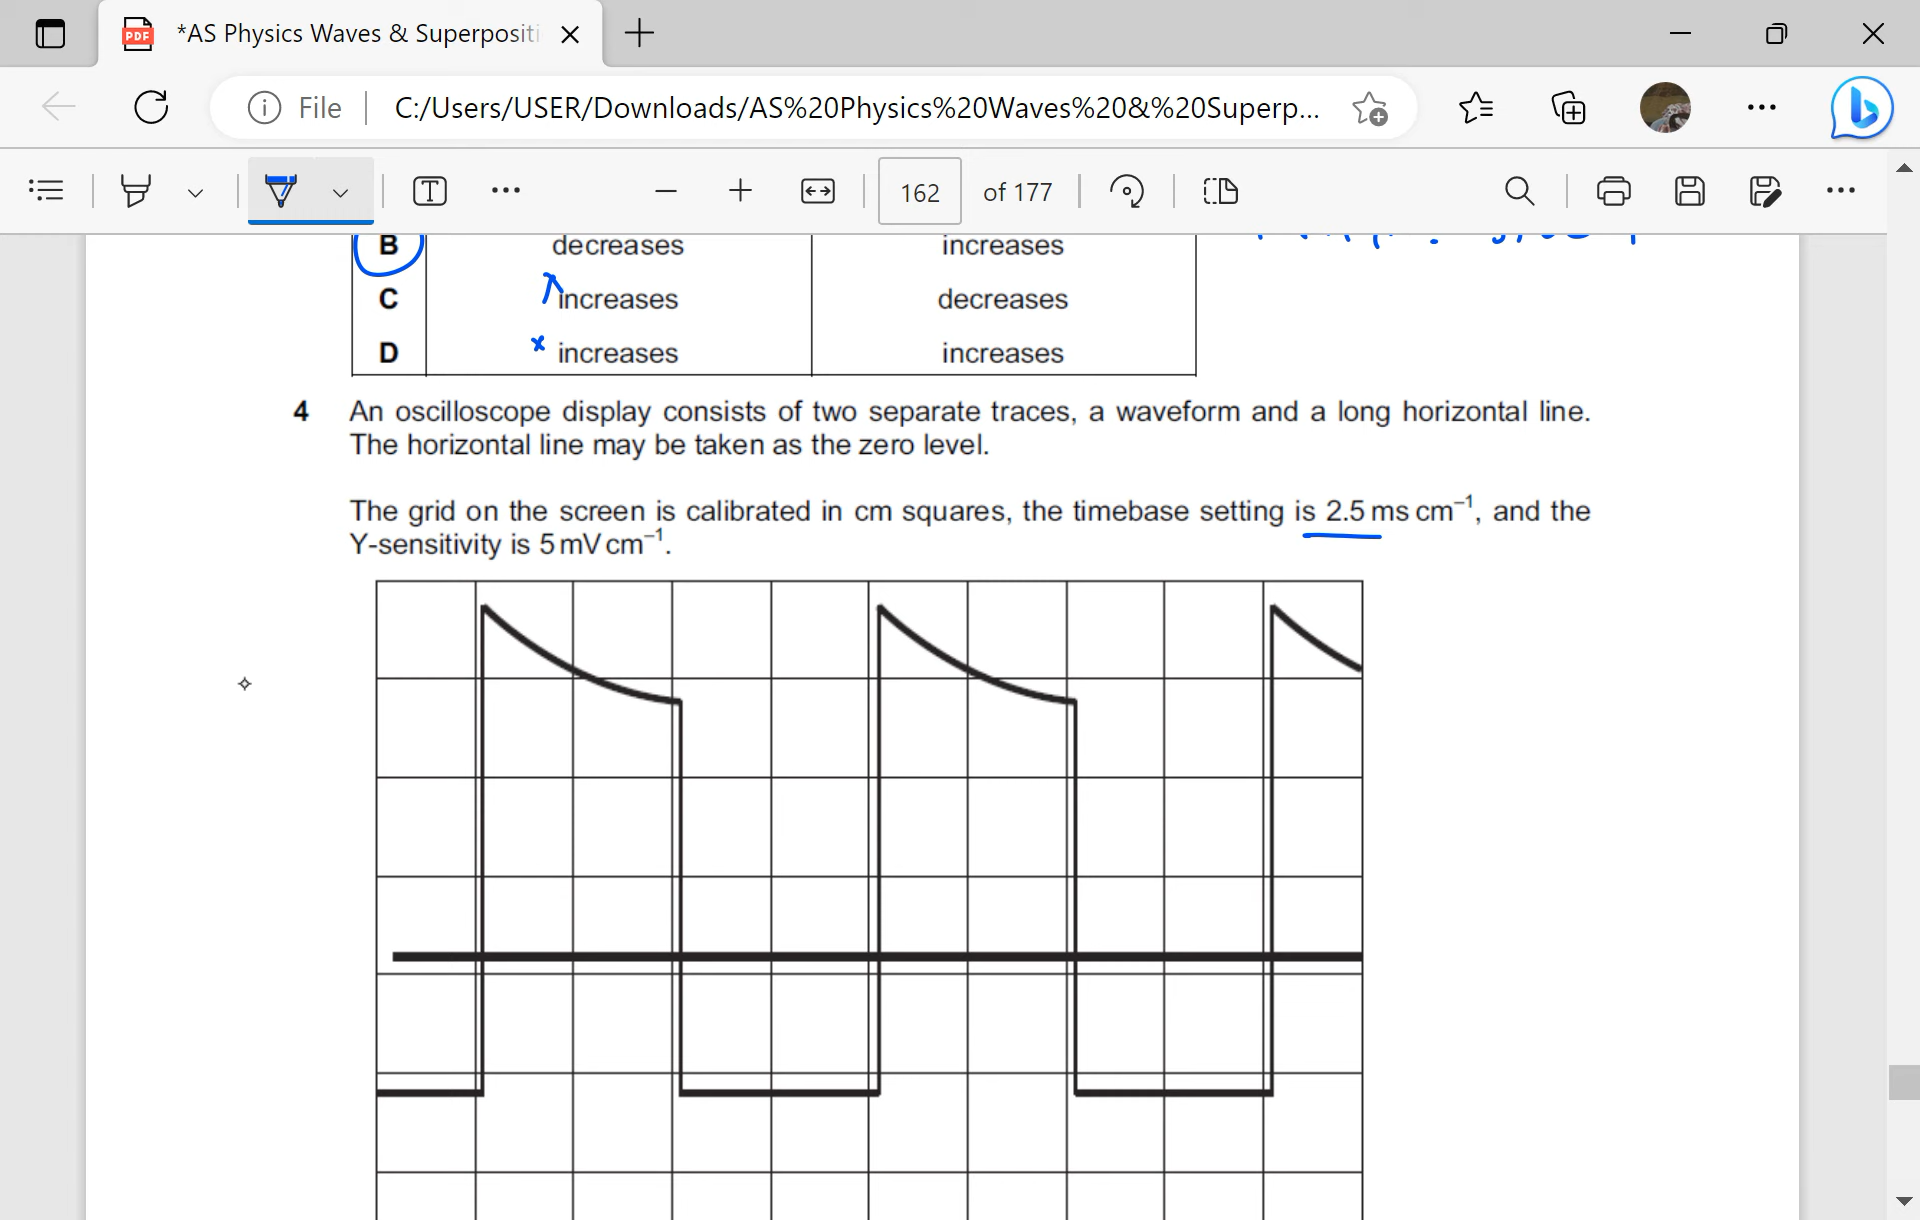 PDF
*AS Physics Waves & Superpositi
File
C:/Users/USER/Downloads/AS%20Physics%20Waves%20&%20Superp...
162 of 177
B decreases increases
C increases decreases
D increases increases
4 An oscilloscope display consists of two separate traces, a waveform and a long horizontal line.
The horizontal line may be taken as the zero level.
The grid on the screen is calibrated in cm squares, the timebase setting is 2.5 ms cm⁻¹, and the
Y-sensitivity is 5 mV cm⁻¹.